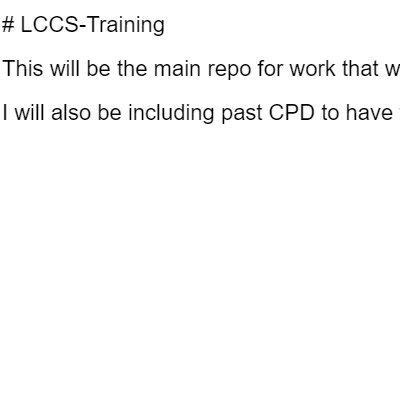 # LCCS-Training
This will be the main repo for work that
I will also be including past CPD to have